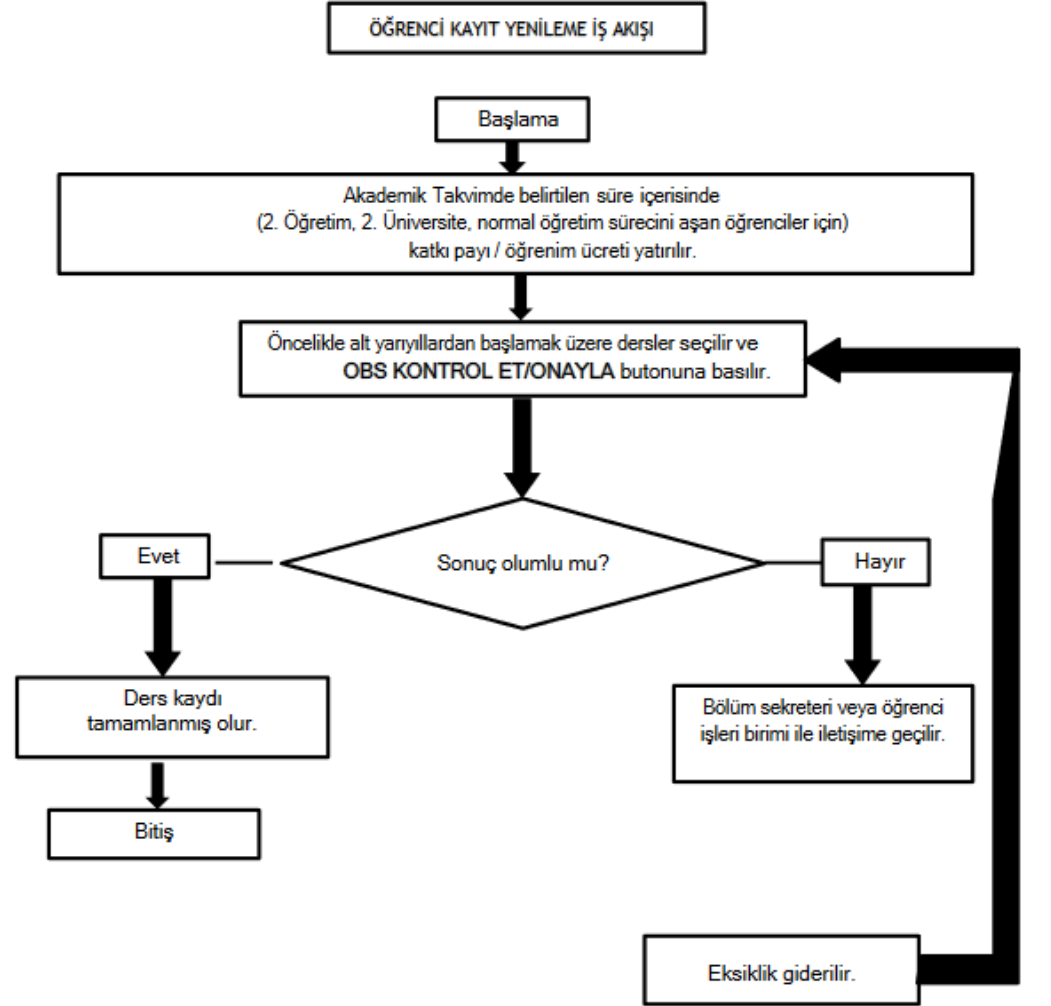 ÖĞRENCİ KAYIT YENİLEME İŞ AKIŞI
Başlama
Akademik Takvimde belirtilen süre içerisinde
(2. Öğretim, 2. Üniversite, normal öğretim sürecini aşan öğrenciler için)
katkı payı / öğrenim ücreti yatırılır.
Öncelikle alt yarıyıllardan başlamak üzere dersler seçilir ve
OBS KONTROL ET/ONAYLA butonuna basılır.
Evet
Sonuç olumlu mu?
Hayır
Ders kaydı
tamamlanmış olur.
Bölüm sekreteri veya öğrenci
işleri birimi ile iletişime geçilir.
Bitiş
Eksiklik giderilir.